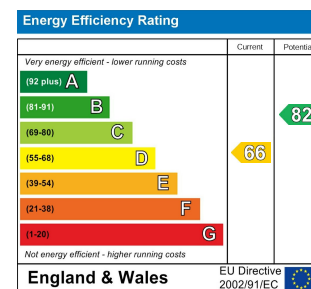 Energy Efficiency Rating
Current Potentia
Very energy efficient - lower running costs
(92 plus) A
(81-91) B
82
(69-80) C
(55-68) D
66
(39-54) E
(21-38) F
(1-20) G
Not energy efficient - higher running costs
England & Wales
EU Directive
2002/91/EC